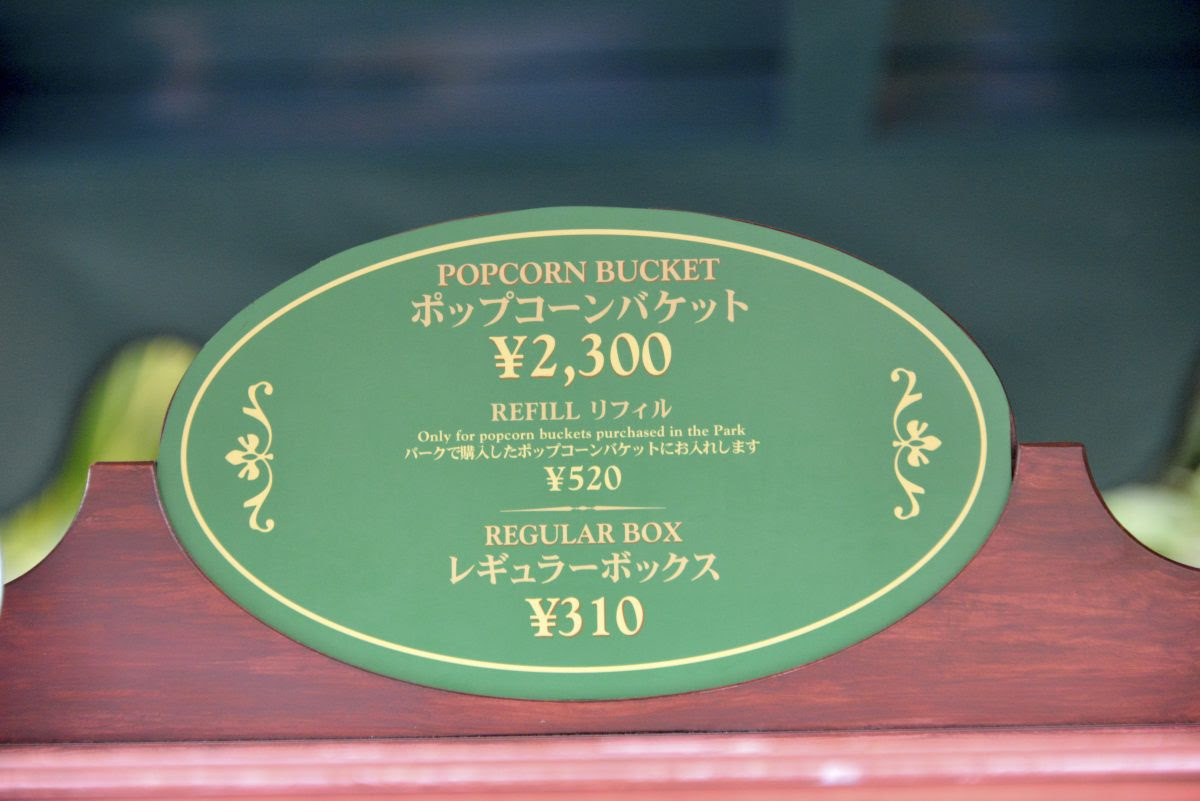 POPCORN BUCKET
ポップコーンバケット
¥2,300
REFILL リフィル
Only for popcorn buckets purchased in the Park
パークで購入したポップコーンバケットにお入れします
¥520
REGULAR BOX
レギュラーボックス
¥310